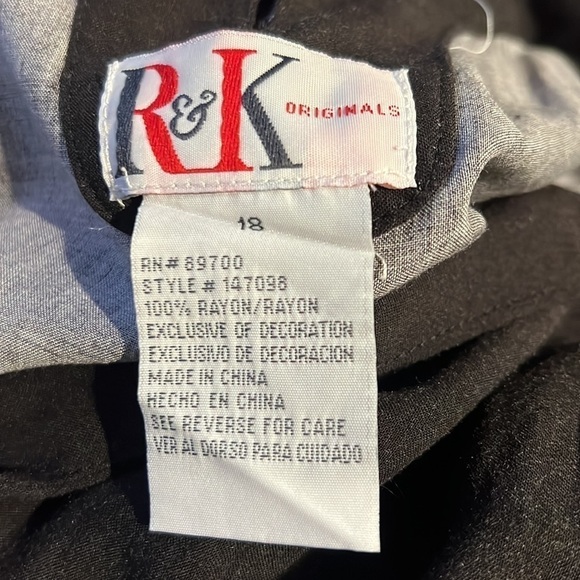 R&K ORIGINALS
18
RN# 89700
STYLE # 147098
100% RAYON/RAYON
EXCLUSIVE OF DECORATION
EXCLUSIVO DE DECORACION
MADE IN CHINA
HECHO EN CHINA
SEE REVERSE FOR CARE
VER AL DORSO PARA CUIDADO